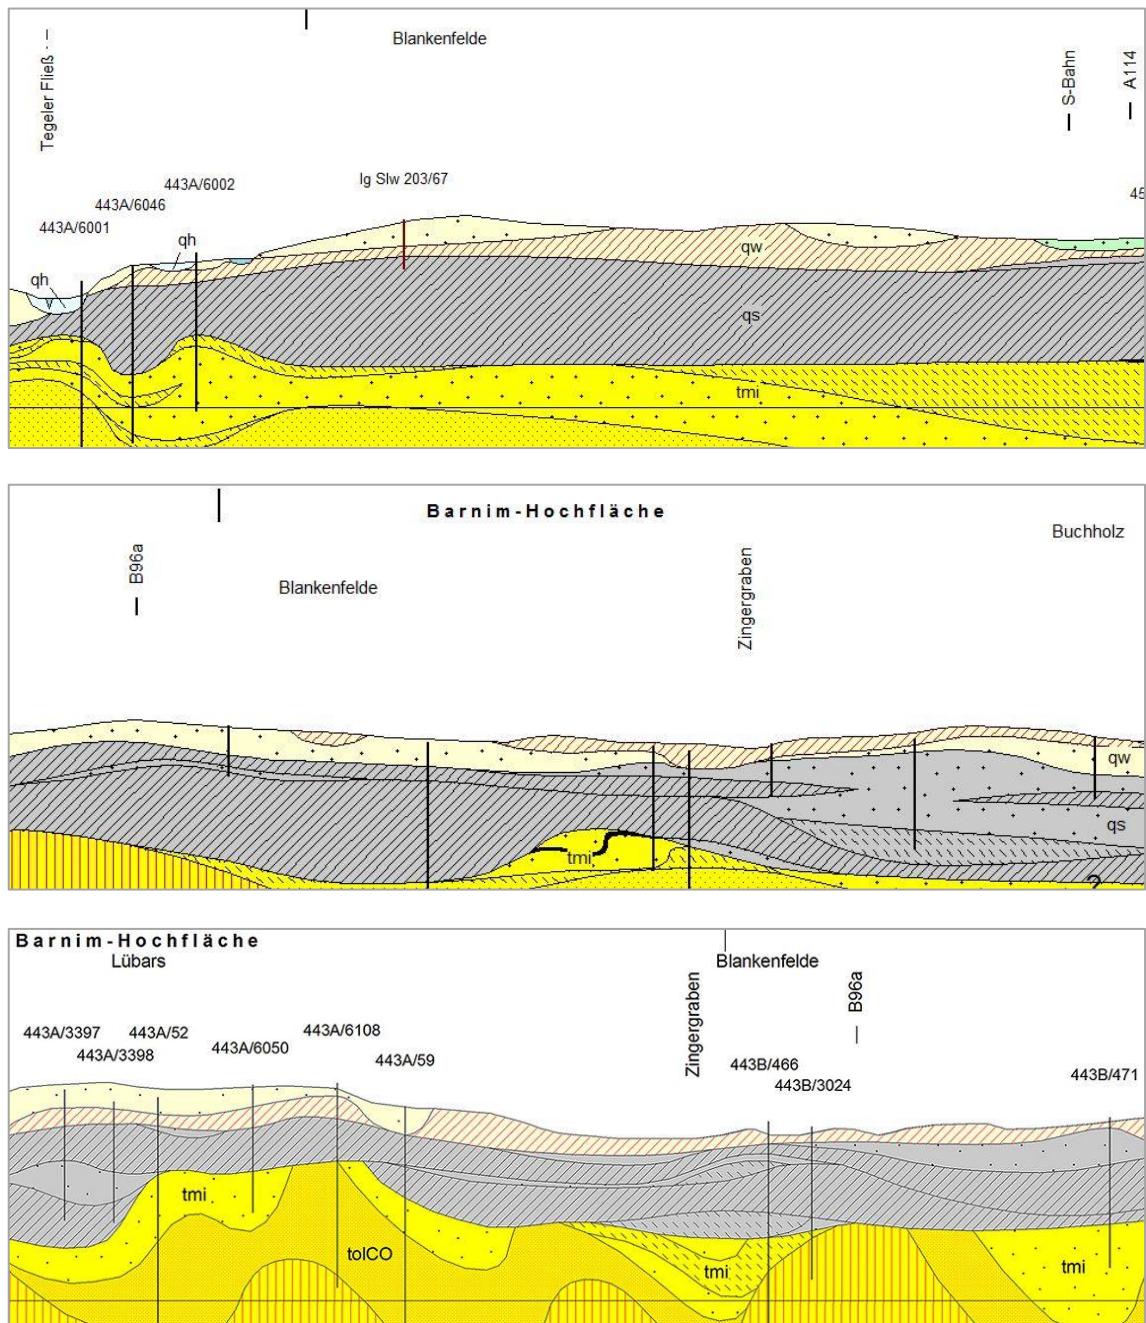 Blankenfelde
Tegeler Fließ
S-Bahn
A114
443A/6001
443A/6046
443A/6002
lg Slw 203/67
45
qh
qh
qw
qs
tmi
Barnim-Hochfläche
B96a
Blankenfelde
Zingergraben
Buchholz
qw
qs
tmi
?
Barnim-Hochfläche
Lübars
Blankenfelde
Zingergraben
B96a
443A/3397
443A/3398
443A/52
443A/6050
443A/6108
443A/59
443B/466
443B/3024
443B/471
tmi
tolCO
tmi
tmi